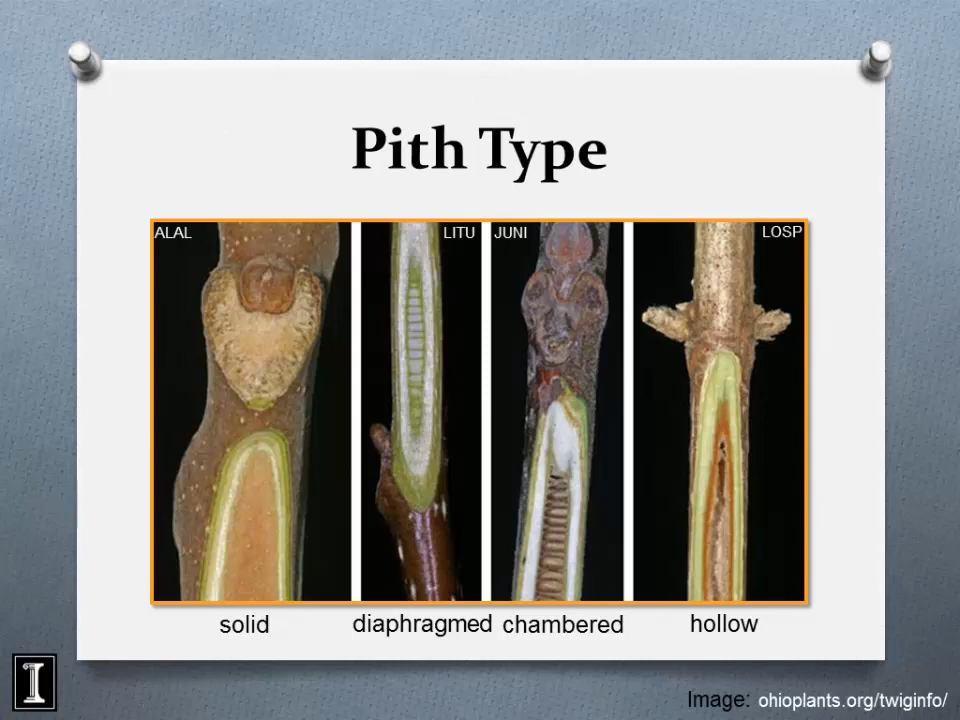 Pith Type
ALAL
LITU
JUNI
LOSP
solid
diaphragmed
chambered
hollow
I
Image: ohioplants.org/twiginfo/